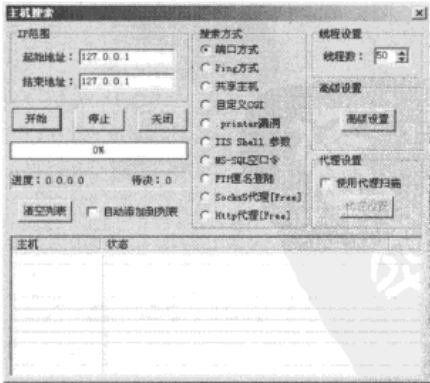 主机搜索
IP范围
起始地址：127.0.0.1
结束地址：127.0.0.1
开始 停止 关闭
0%
进度：0.0.0.0 待决：0
清空列表 自动添加到列表
搜索方式
端口方式
Ping方式
共享主机
自定义CGI
.printer漏洞
IIS Shell 参数
MS-SQL空口令
FTP匿名登陆
Socks5代理[Free]
Http代理[Free]
线程设置
线程数：50
高级设置
高级设置
代理设置
使用代理扫描
代理设置
主机 状态